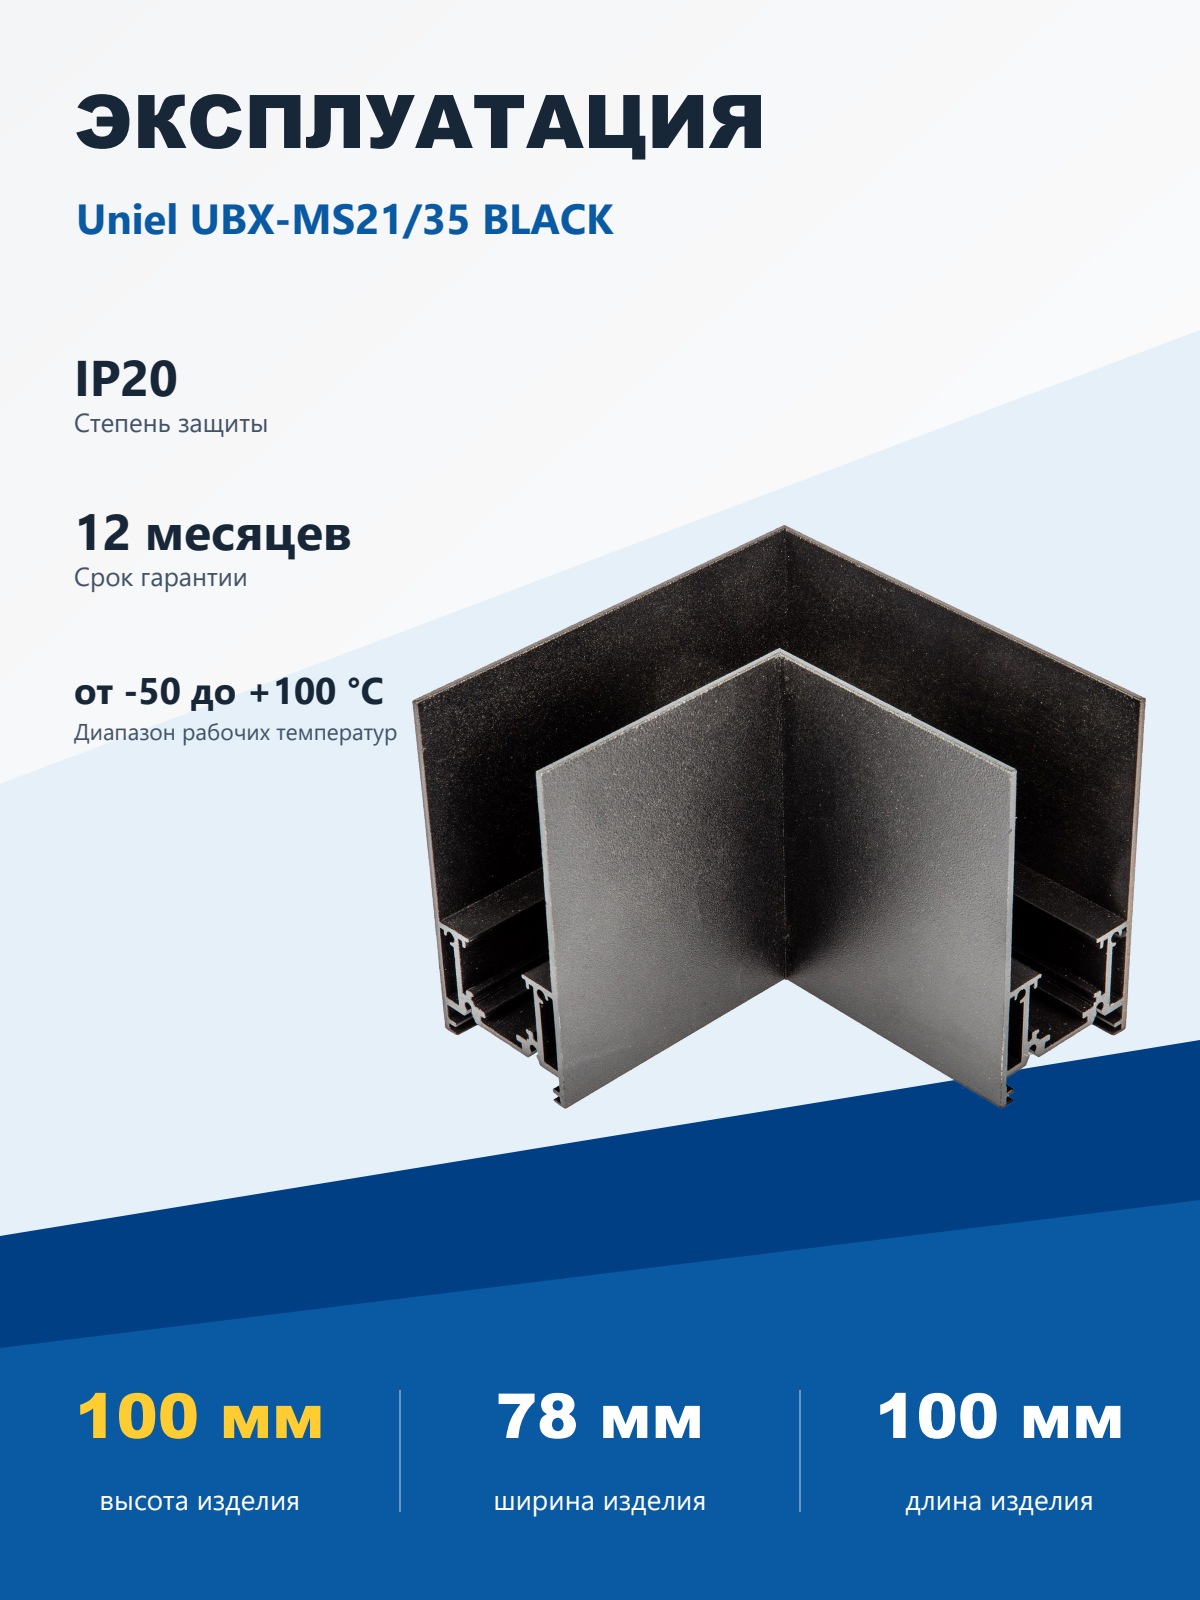 ЭКСПЛУАТАЦИЯ
Uniel UBX-MS21/35 BLACK
IP20
Степень защиты
12 месяцев
Срок гарантии
от -50 до +100 °C
Диапазон рабочих температур
100 мм
высота изделия
78 мм
ширина изделия
100 мм
длина изделия